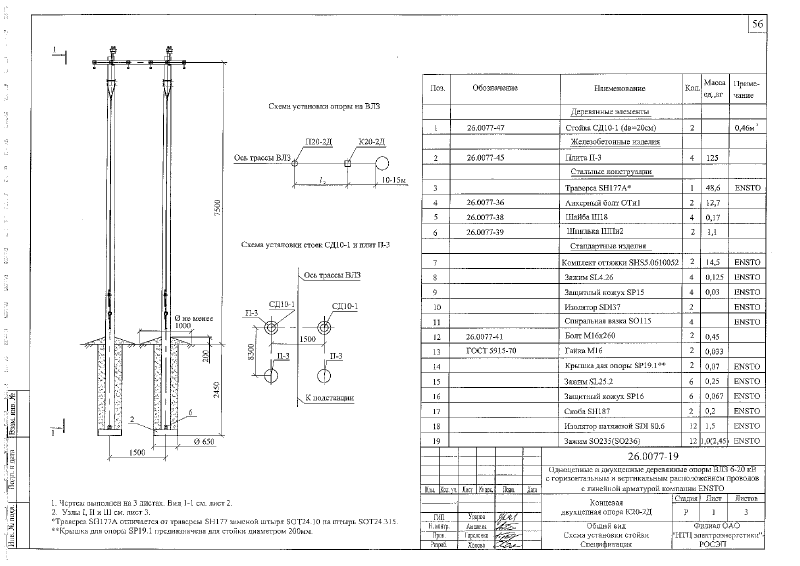 56
1
7500
Схема установки опоры на ВЛЗ
П20-2Д
К20-2Д
Ось трассы ВЛЗ
10-15м
Схема установки стоек СД10-1 и плит П-3
Ось трассы ВЛЗ
СД10-1
СД10-1
П-3
1500
8300
П-3
П-3
К подстанции
Ø не менее
1000
200
2450
2
6
1
Ø 650
1500
Поз. Обозначение Наименование Кол. Масса ед.,кг Приме-чание
Деревянные элементы
1 26.0077-47 Стойка СД10-1 (dв=20см) 2 0,46м³
Железобетонные изделия
2 26.0077-45 Плита П-3 4 125
Стальные конструкции
3 Траверса SH177A* 1 48,6 ENSTO
4 26.0077-36 Анкерный болт ОТи1 2 12,7
5 26.0077-38 Шайба Ш18 4 0,17
6 26.0077-39 Шпилька ШПи2 2 1,1
Стандартные изделия
7 Комплект оттяжки SHS5.0610052 2 14,5 ENSTO
8 Зажим SL4.26 4 0,125 ENSTO
9 Защитный кожух SP15 4 0,03 ENSTO
10 Изолятор SDI37 2 ENSTO
11 Спиральная вязка SO115 4 ENSTO
12 26.0077-41 Болт М16х260 2 0,45
13 ГОСТ 5915-70 Гайка М16 2 0,033
14 Крышка для опоры SP19.1** 2 0,07 ENSTO
15 Зажим SL25.2 6 0,25 ENSTO
16 Защитный кожух SP16 6 0,067 ENSTO
17 Скоба SH187 2 0,2 ENSTO
18 Изолятор натяжной SDI 90.6 12 1,5 ENSTO
19 Зажим SO235(SO236) 12 1,0(2,45) ENSTO
26.0077-19
Одноцепные и двухцепные деревянные опоры ВЛЗ 6-20 кВ
с горизонтальным и вертикальным расположением проводов
с линейной арматурой компании ENSTO
Изм. Кол. уч. Лист № док. Подп. Дата
Концевая
двухцепная опора К20-2Д
Стадия Лист Листов
Р 1 3
ГИП Ударов
Н. контр.
Пров.
Разраб.
Общий вид
Схема установки стойки
Спецификация
Филиал ОАО
"НТЦ электроэнергетики"-
РОСЭП
1. Чертеж выполнен на 3 листах. Вид 1-1 см. лист 2.
2. Узлы I, II и III см. лист 3.
*Траверса SH177A отличается от траверсы SH177 заменой штыря SOT24.10 на штырь SOT24.315.
**Крышка для опоры SP19.1 предназначена для стойки диаметром 200мм.
Взам. инв. №
Подп. и дата
Инв. № подл.